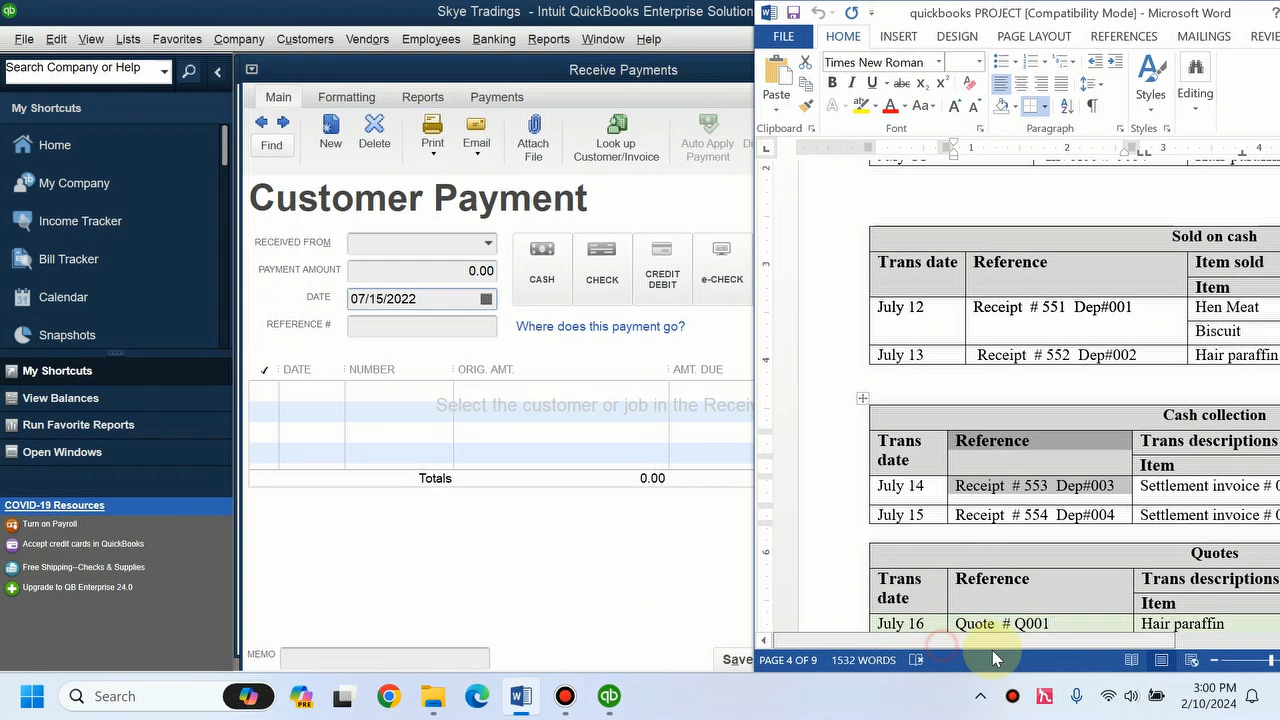 Skye Tradings - Intuit QuickBooks Enterprise Solution
File Edit View Lists Favorites Company Customers Vendors Employees Banking Reports Window Help
Search Company or Help
My Shortcuts
My Company
Income Tracker
Bill Tracker
Calendar
Snapshots
My Shortcuts
View Balances
Run Favorite Reports
Open Windows
COVID-19 Resources
Turn on Payroll
Accept credit cards in QuickBooks
Free Shipping--Checks & Supplies
Upgrade to QB Enterprise 24.0
Receive Payments
Main Formatting Reports Payments
Find
New
Delete
Print
Email
Attach File
Look up Customer/Invoice
Auto Apply Payment
Customer Payment
RECEIVED FROM
PAYMENT AMOUNT 0.00
DATE 07/15/2022
REFERENCE #
CASH
CHECK
CREDIT DEBIT
e-CHECK
Where does this payment go?
✓ DATE NUMBER ORIG. AMT. AMT. DUE
Select the customer or job in the Recei
Totals 0.00
MEMO
Save
quickbooks PROJECT [Compatibility Mode] - Microsoft Word
FILE HOME INSERT DESIGN PAGE LAYOUT REFERENCES MAILINGS REVIE
Times New Roman
Paste
Styles
Editing
Clipboard Font Paragraph Styles
Sold on cash
Trans date Reference Item sold
Item
July 12 Receipt # 551 Dep#001 Hen Meat
Biscuit
July 13 Receipt # 552 Dep#002 Hair paraffin
Cash collection
Trans date Reference Trans descriptions
Item
July 14 Receipt # 553 Dep#003 Settlement invoice # 0
July 15 Receipt # 554 Dep#004 Settlement invoice # 0
Quotes
Trans date Reference Trans descriptions
Item
July 16 Quote # Q001 Hair paraffin
PAGE 4 OF 9 1532 WORDS
Search
PRE
3:00 PM
2/10/2024